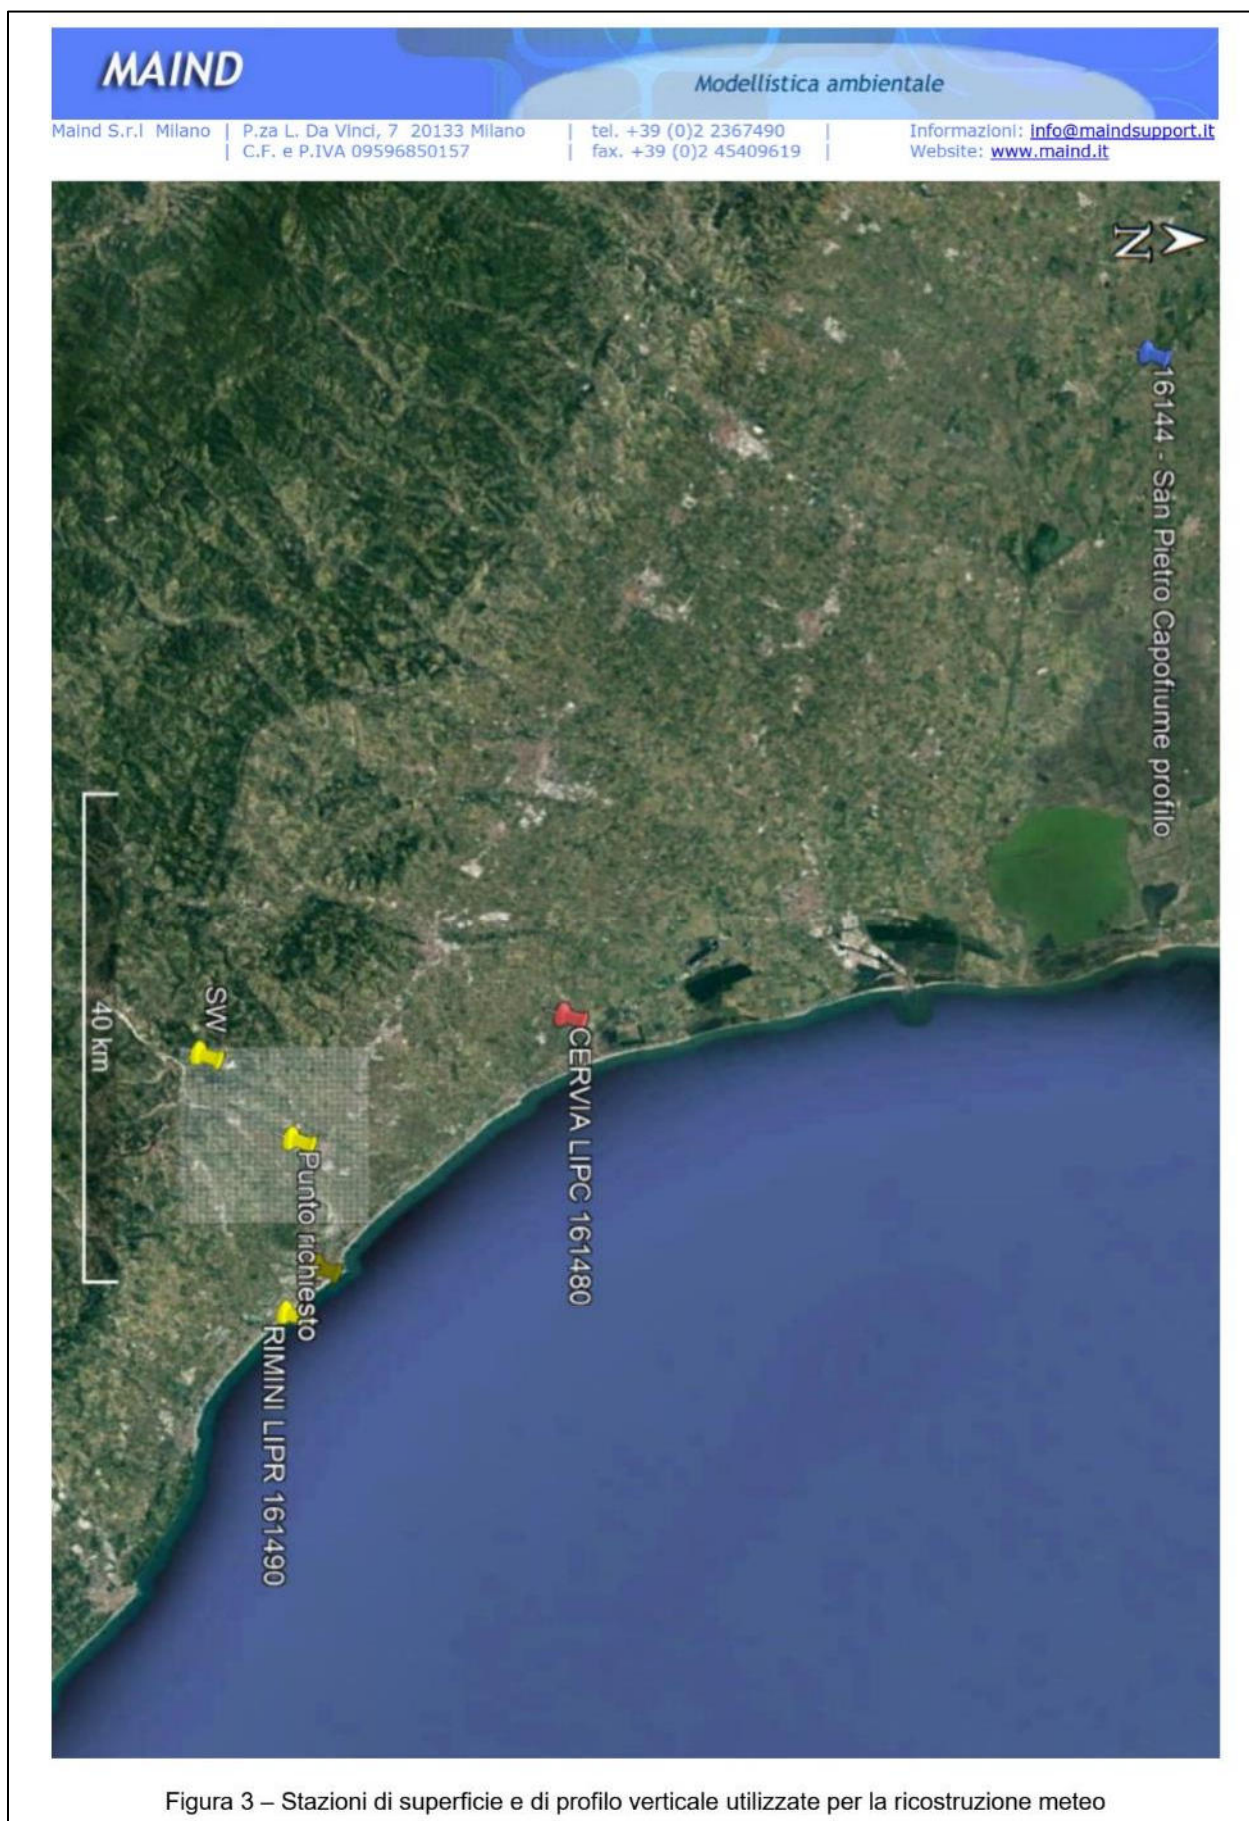 MAIND
Modellistica ambientale
Maind S.r.l Milano | P.za L. Da Vinci, 7 20133 Milano | tel. +39 (0)2 2367490 | Informazioni: info@maindsupport.it
| C.F. e P.IVA 09596850157 | fax. +39 (0)2 45409619 | Website: www.maind.it
N
16144 - San Pietro Capofiume profilo
CERVIA LIPC 161480
SW
40 km
Punto richiesto
RIMINI LIPR 161490
Figura 3 – Stazioni di superficie e di profilo verticale utilizzate per la ricostruzione meteo